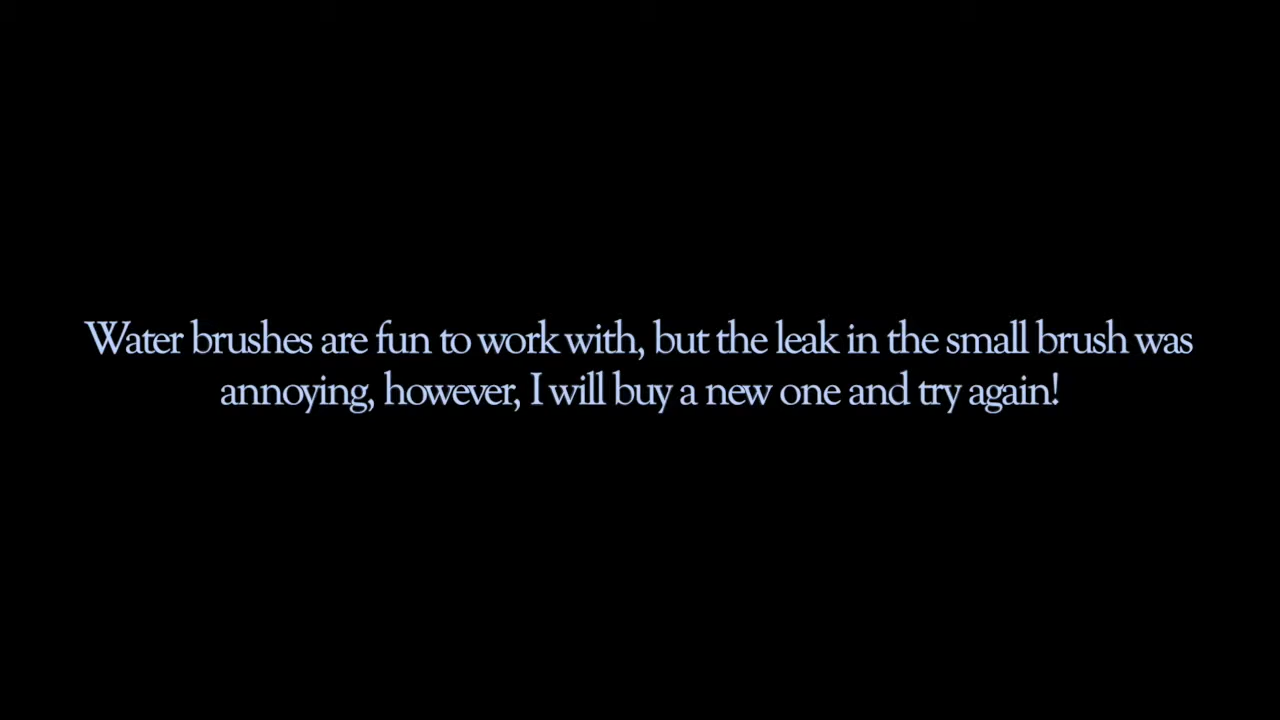 Water brushes are fun to work with, but the leak in the small brush was
annoying, however, I will buy a new one and try again!